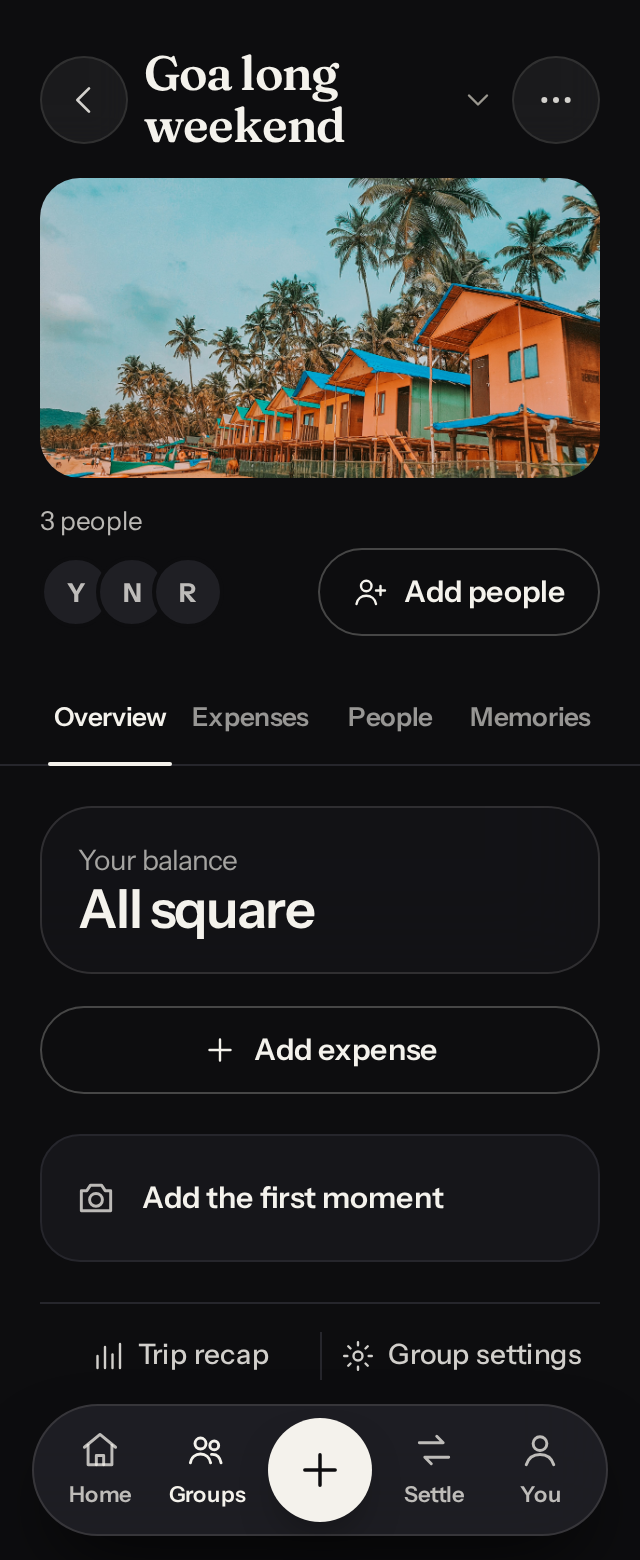 Goa long
weekend
3 people
Y N R
Add people
Overview Expenses People Memories
Your balance
All square
Add expense
Add the first moment
Trip recap Group settings
Home Groups Settle You